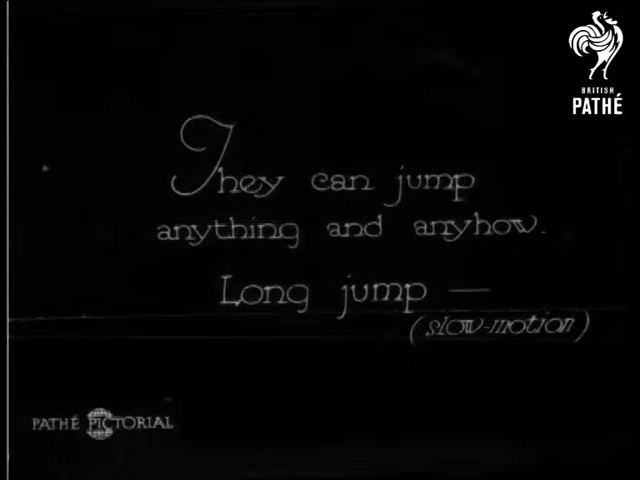 BRITISH
PATHÉ
They can jump
anything and anyhow.
Long jump —
(slow-motion)
PATHÉ PICTORIAL